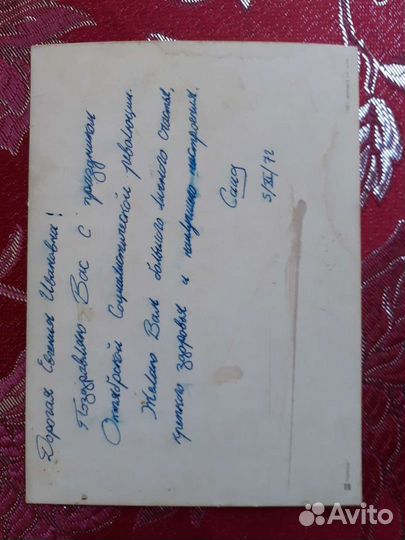 Дорогая Евгения Ивановна!
Поздравляю Вас с праздником
Октябрьской Социалистической революции.
Желаю Вам большого личного счастья,
крепкого здоровья и наилучшего настроения.
5/XI/72
Avito